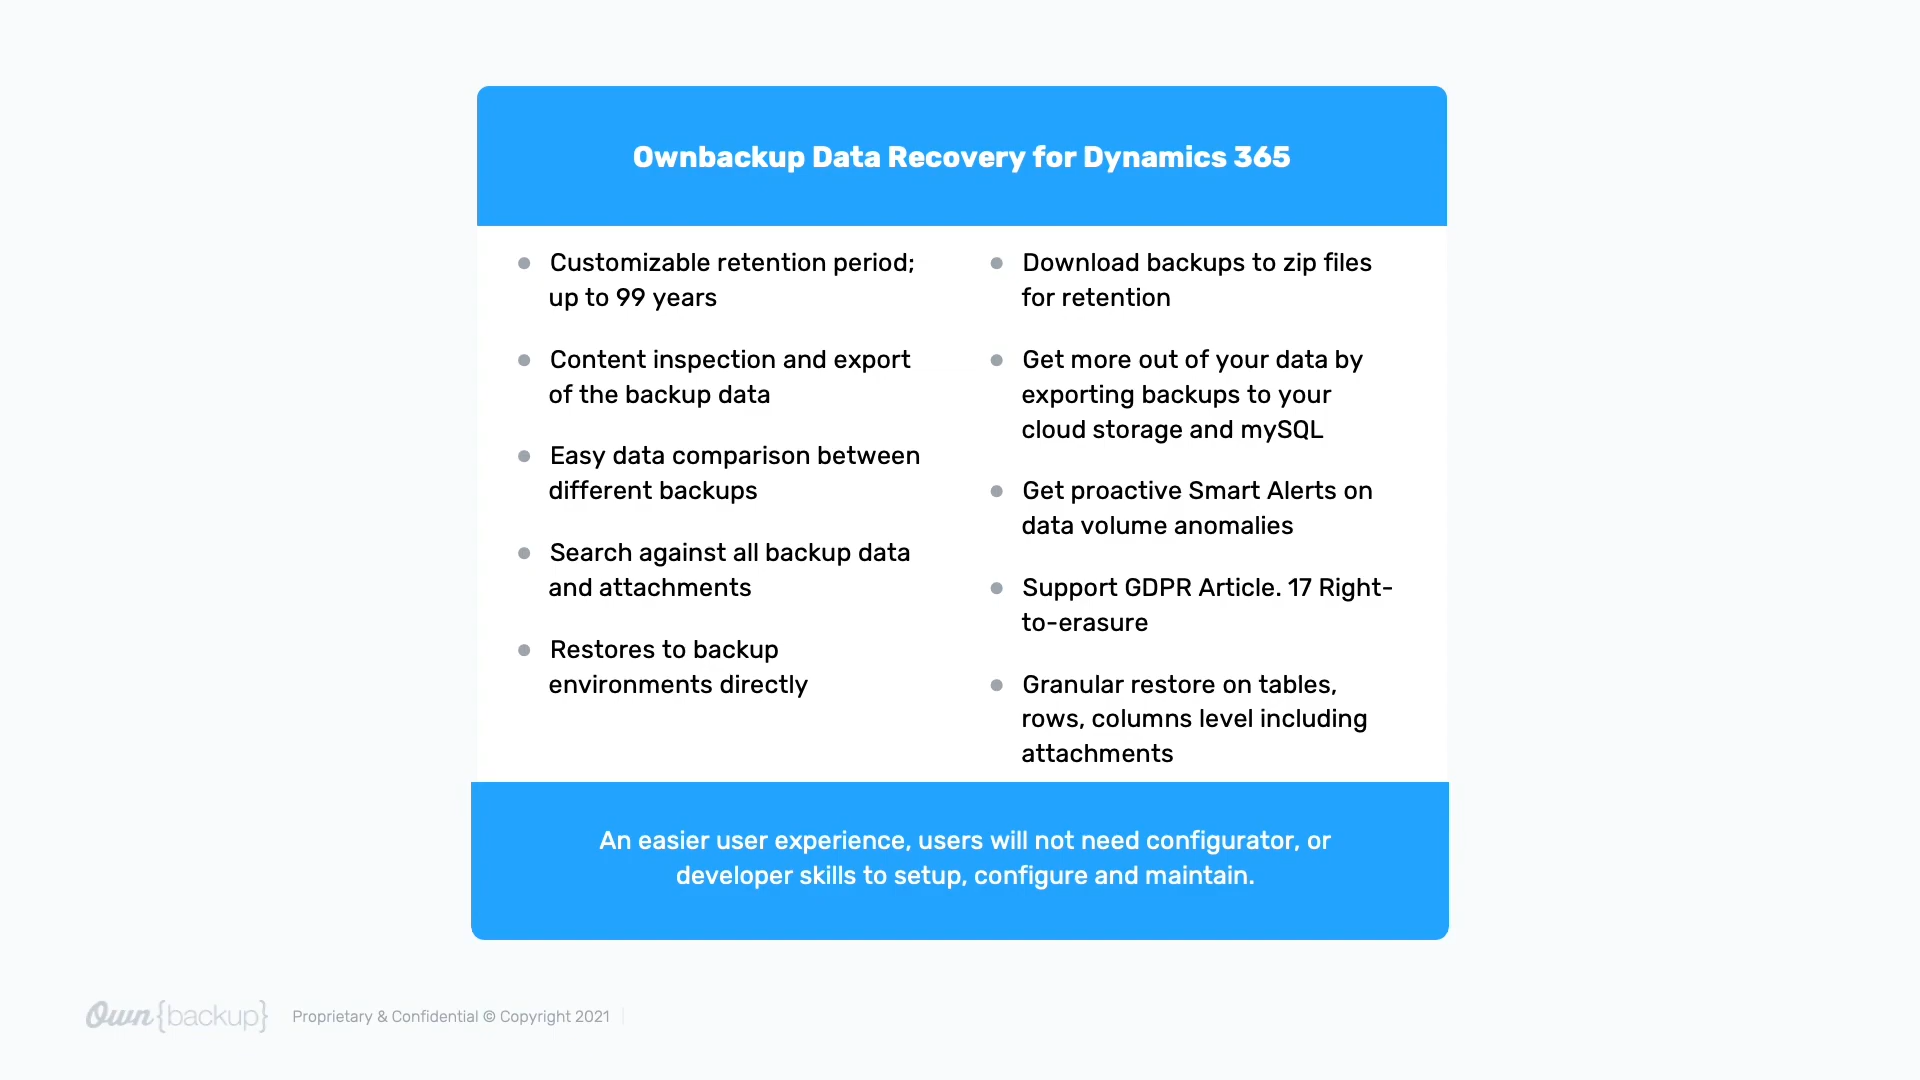 Ownbackup Data Recovery for Dynamics 365
Customizable retention period;
up to 99 years
Content inspection and export
of the backup data
Easy data comparison between
different backups
Search against all backup data
and attachments
Restores to backup
environments directly
Download backups to zip files
for retention
Get more out of your data by
exporting backups to your
cloud storage and mySQL
Get proactive Smart Alerts on
data volume anomalies
Support GDPR Article. 17 Right-
to-erasure
Granular restore on tables,
rows, columns level including
attachments
An easier user experience, users will not need configurator, or
developer skills to setup, configure and maintain.
Own{backup} Proprietary & Confidential © Copyright 2021